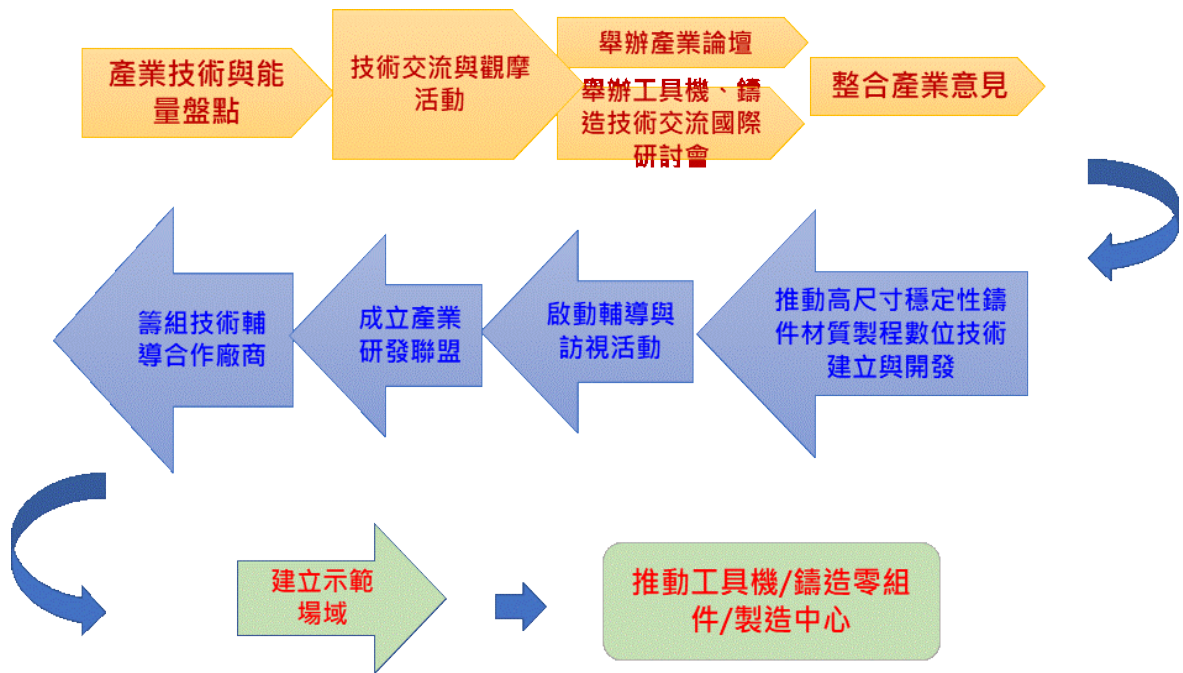 產業技術與能
量盤點
技術交流與觀摩
活動
舉辦產業論壇
舉辦工具機、鑄
造技術交流國際
研討會
整合產業意見
推動高尺寸穩定性鑄
件材質製程數位技術
建立與開發
啟動輔導與
訪視活動
成立產業
研發聯盟
籌組技術輔
導合作廠商
建立示範
場域
推動工具機/鑄造零組
件/製造中心